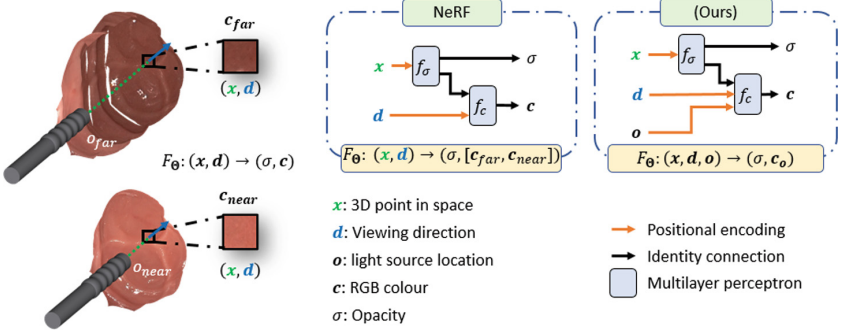 c_far
(x, d)
o_far
F_Θ: (x, d) → (σ, c)
c_near
(x, d)
o_near
NeRF
x
f_σ
σ
d
f_c
c
F_Θ: (x, d) → (σ, [c_far, c_near])
(Ours)
x
f_σ
σ
d
f_c
c
o
F_Θ: (x, d, o) → (σ, c_o)
x: 3D point in space
d: Viewing direction
o: light source location
c: RGB colour
σ: Opacity
Positional encoding
Identity connection
Multilayer perceptron